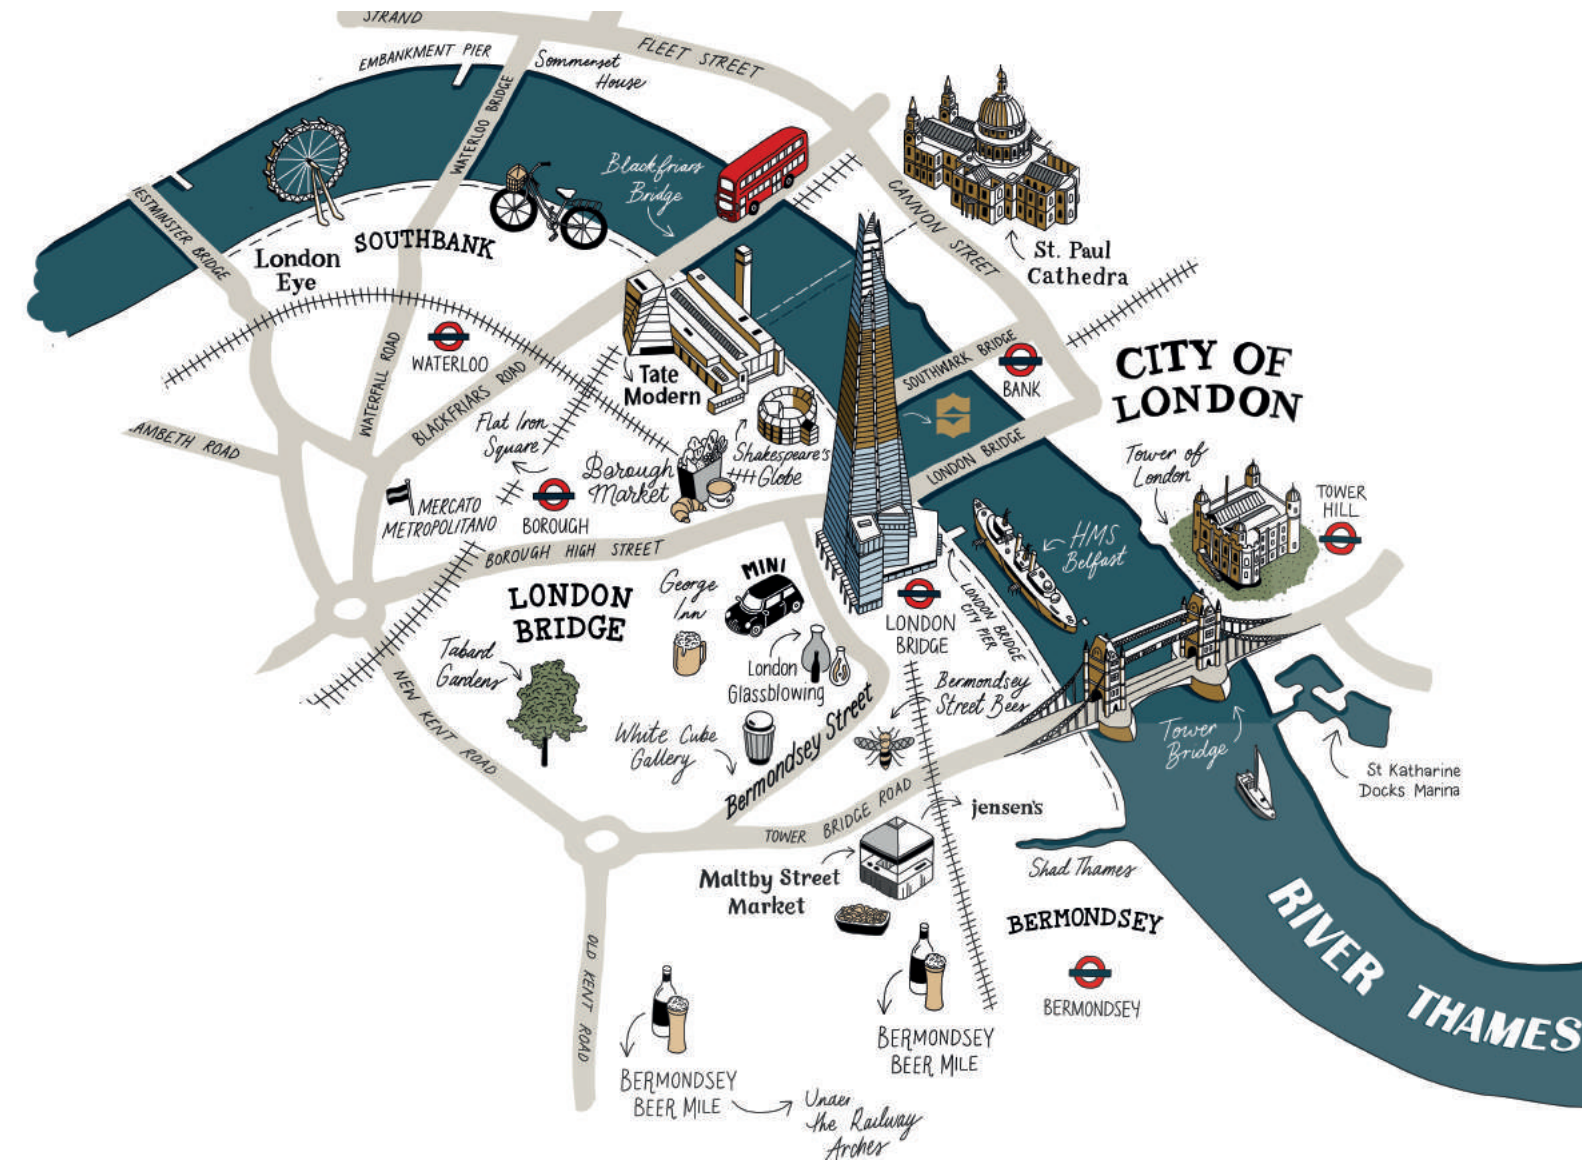 STRAND
EMBANKMENT PIER
WATERLOO BRIDGE
Sommerset
House
FLEET STREET
Blackfriars
Bridge
CANNON STREET
St. Paul
Cathedra
ESTMINSTER BRIDGE
London
Eye
SOUTHBANK
WATERLOO
WATERFALL ROAD
BLACKFRIARS ROAD
Tate
Modern
SOUTHWARK BRIDGE
BANK
CITY OF
LONDON
AMBETH ROAD
Flat Iron
Square
Borough
Market
Shakespeare's
Globe
LONDON BRIDGE
Tower of
London
TOWER
HILL
MERCATO
METROPOLITANO
BOROUGH
BOROUGH HIGH STREET
HMS
Belfast
LONDON
BRIDGE
George
Inn
MINI
LONDON
BRIDGE
LONDON BRIDGE
CITY PIER
Tabard
Gardens
London
Glassblowing
Bermondsey
Street Bees
NEW KENT ROAD
White Cube
Gallery
Bermondsey Street
Tower
Bridge
St Katharine
Docks Marina
TOWER BRIDGE ROAD
jensen's
Maltby Street
Market
Shad Thames
BERMONDSEY
BERMONDSEY
OLD KENT ROAD
BERMONDSEY
BEER MILE
BERMONDSEY
BEER MILE
Under
the Railway
Arches
RIVER THAMES